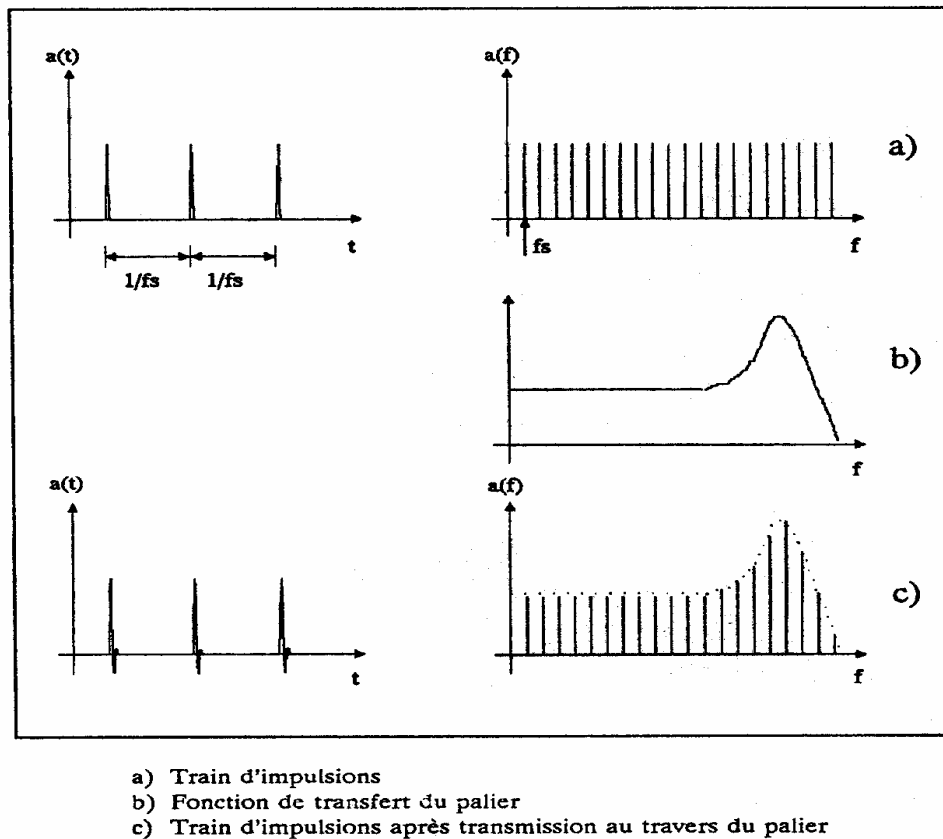 a(t)
a(f)
a)
t
fs
f
1/fs
1/fs
b)
f
a(t)
a(f)
c)
t
f
a) Train d'impulsions
b) Fonction de transfert du palier
c) Train d'impulsions après transmission au travers du palier